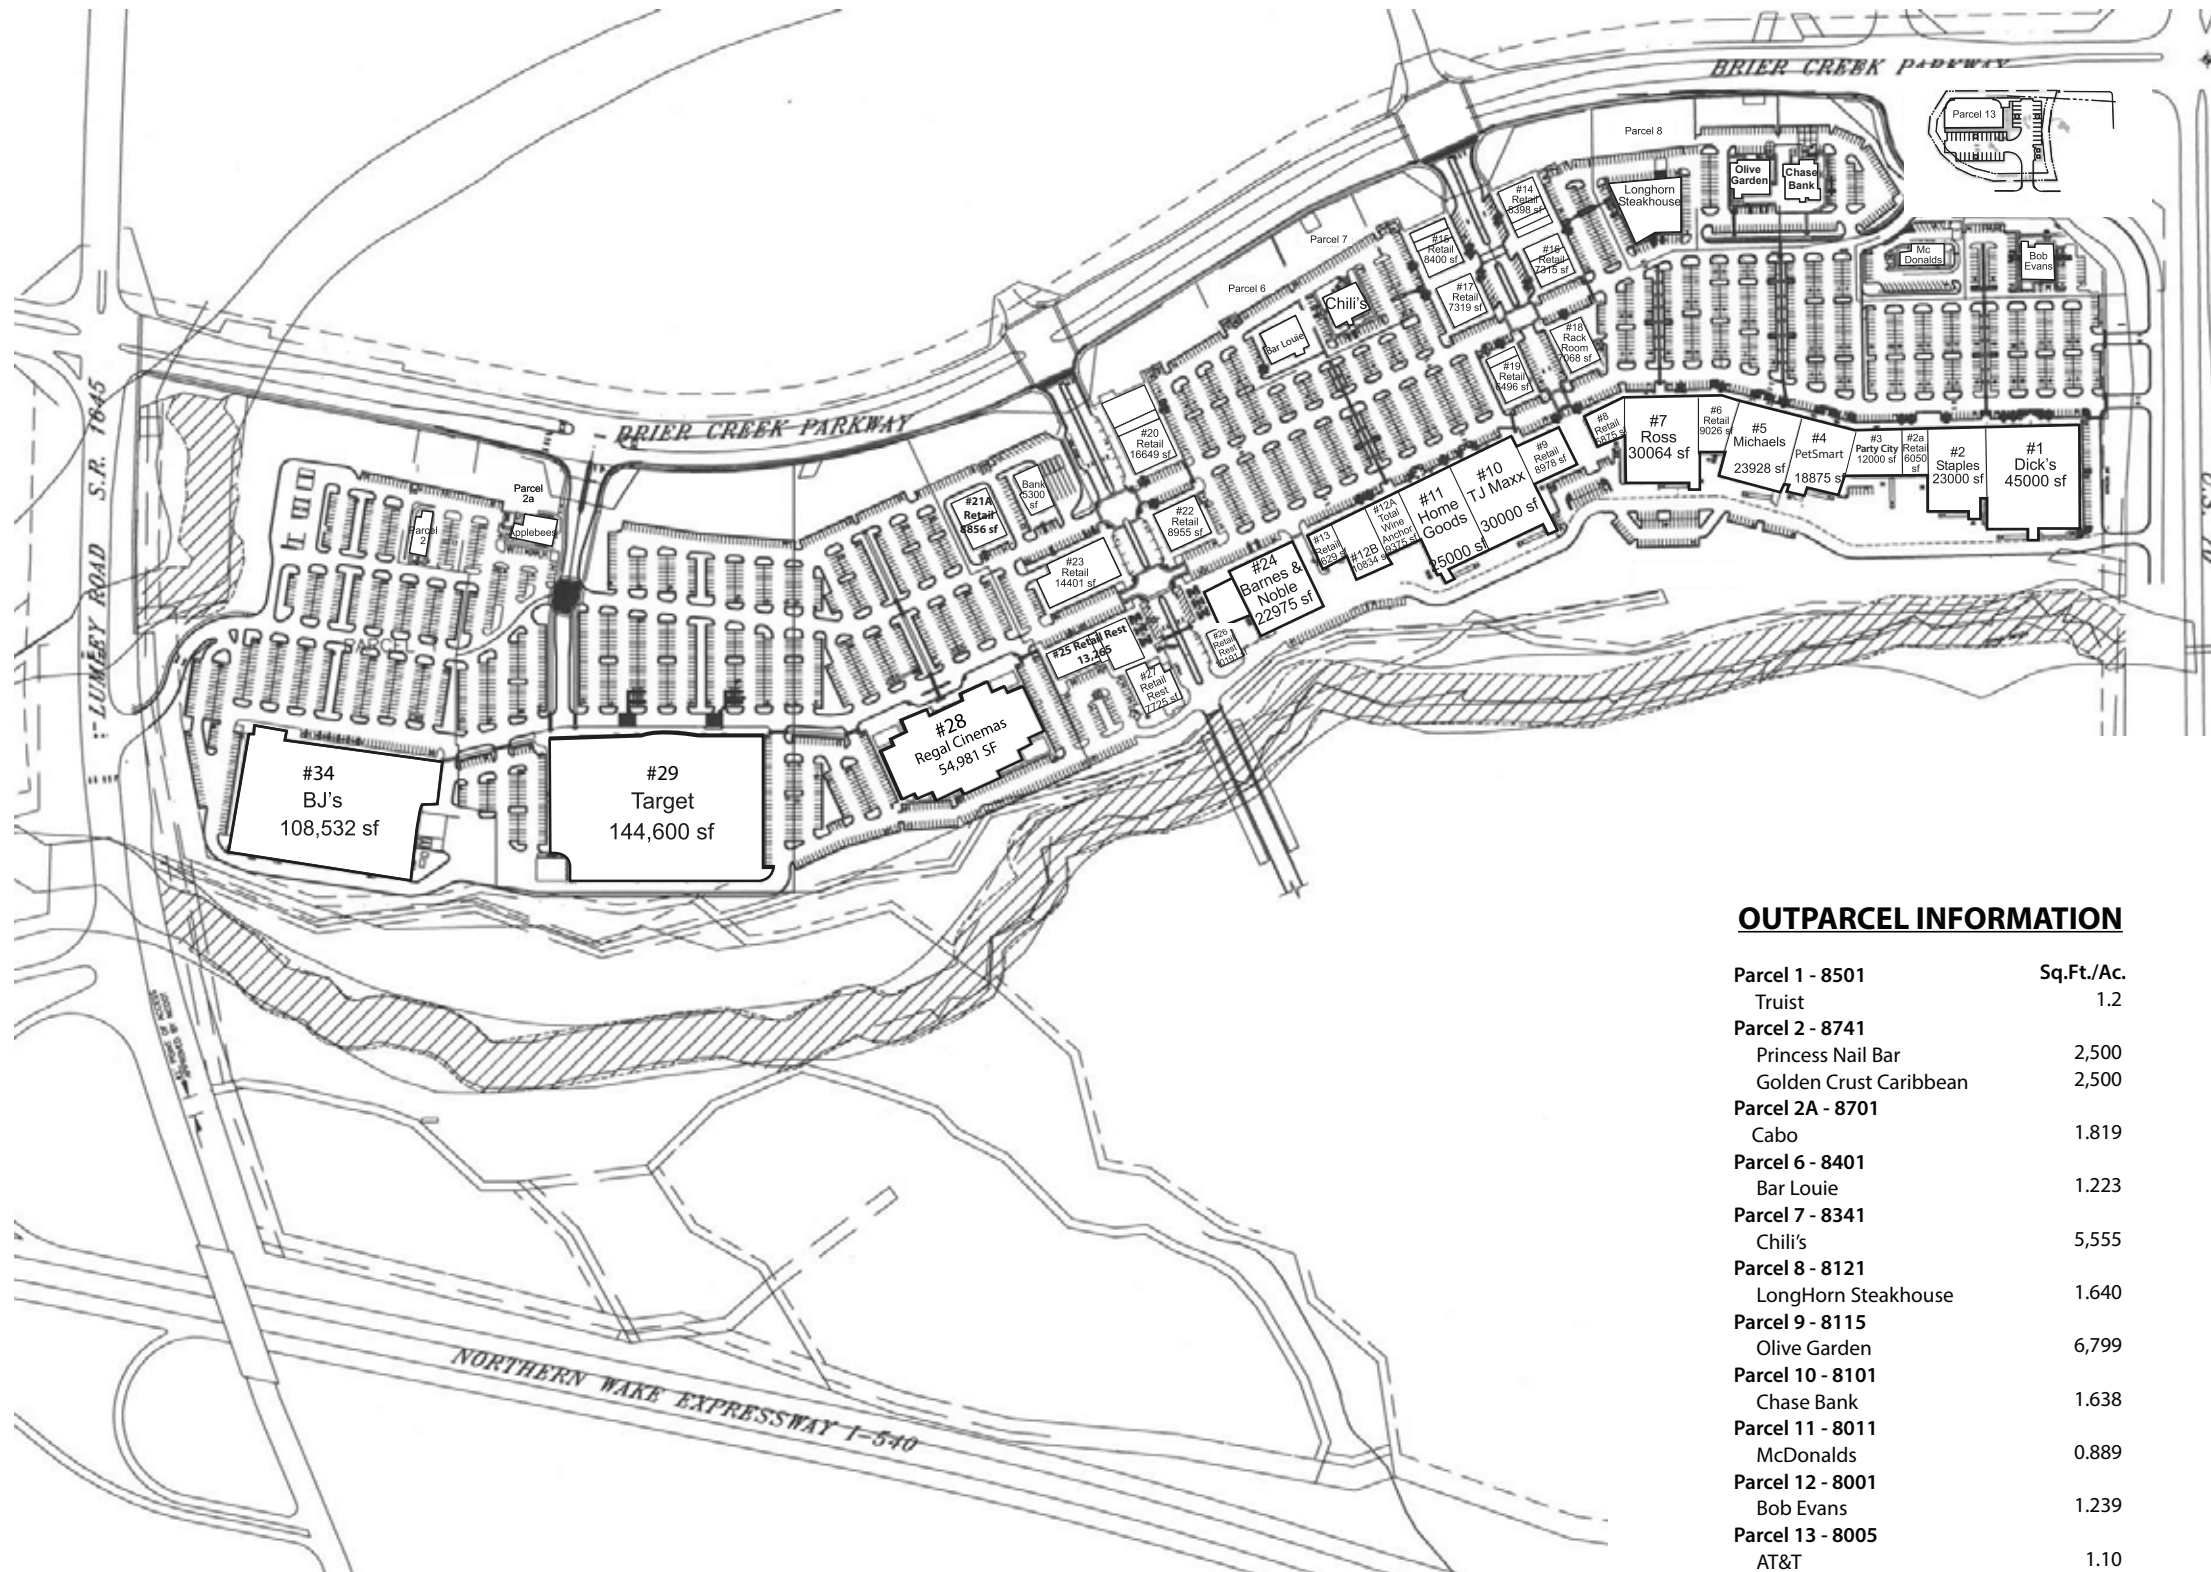 BRIER CREEK PARKWAY
Parcel 13
Parcel 8
Olive
Garden
Chase
Bank
Longhorn
Steakhouse
#14
Retail
8398 sf
Parcel 7
#15
Retail
8400 sf
#16
Retail
7315 sf
Mc
Donalds
Bob
Evans
Parcel 6
Chili's
#17
Retail
7319 sf
Bar Louie
#18
Rack
Room
7068 sf
#19
Retail
6496 sf
LUMLEY ROAD S.R. 1645
BRIER CREEK PARKWAY
#20
Retail
16649 sf
#8
Retail
5875 sf
#7
Ross
30064 sf
#6
Retail
9026 sf
#5
Michaels
23928 sf
#4
PetSmart
18875 sf
#3
Party City
12000 sf
#2a
Retail
6050
sf
#2
Staples
23000 sf
#1
Dick's
45000 sf
#9
Retail
8978 sf
#10
TJ Maxx
30000 sf
#11
Home
Goods
25000 sf
#12A
Total
Wine
Anchor
#12B
10834 s
#13
Retail
Parcel
2a
Applebees
Parcel
2
#21A
Retail
8856 sf
Bank
5300
sf
#22
Retail
8955 sf
#23
Retail
14401 sf
#24
Barnes &
Noble
22975 sf
#25 Retail Rest
13,265
#26
Retail
Rest
#27
Retail
Rest
7725 sf
#28
Regal Cinemas
54,981 SF
#34
BJ's
108,532 sf
#29
Target
144,600 sf
NORTHERN WAKE EXPRESSWAY I-540
OUTPARCEL INFORMATION
Parcel 1 - 8501 Sq.Ft./Ac.
Truist 1.2
Parcel 2 - 8741
Princess Nail Bar 2,500
Golden Crust Caribbean 2,500
Parcel 2A - 8701
Cabo 1.819
Parcel 6 - 8401
Bar Louie 1.223
Parcel 7 - 8341
Chili's 5,555
Parcel 8 - 8121
LongHorn Steakhouse 1.640
Parcel 9 - 8115
Olive Garden 6,799
Parcel 10 - 8101
Chase Bank 1.638
Parcel 11 - 8011
McDonalds 0.889
Parcel 12 - 8001
Bob Evans 1.239
Parcel 13 - 8005
AT&T 1.10